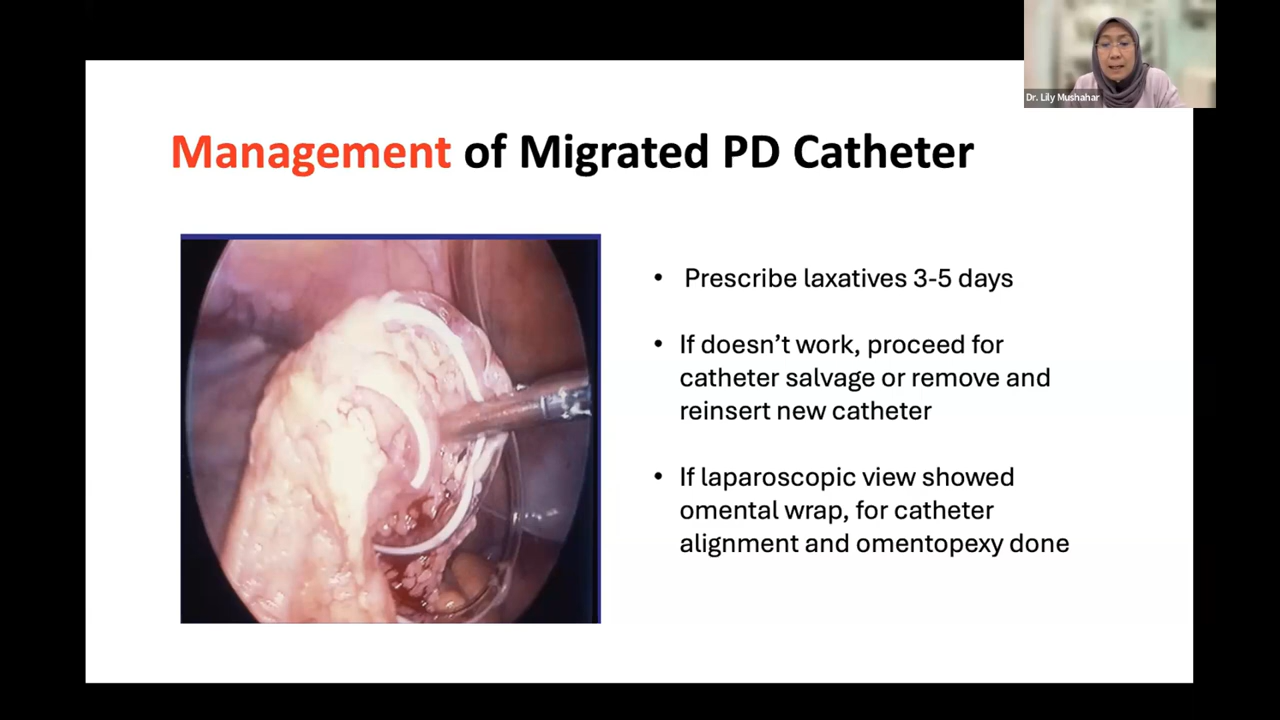 Dr. Lily Mushahar
Management of Migrated PD Catheter
• Prescribe laxatives 3-5 days
• If doesn’t work, proceed for
catheter salvage or remove and
reinsert new catheter
• If laparoscopic view showed
omental wrap, for catheter
alignment and omentopexy done